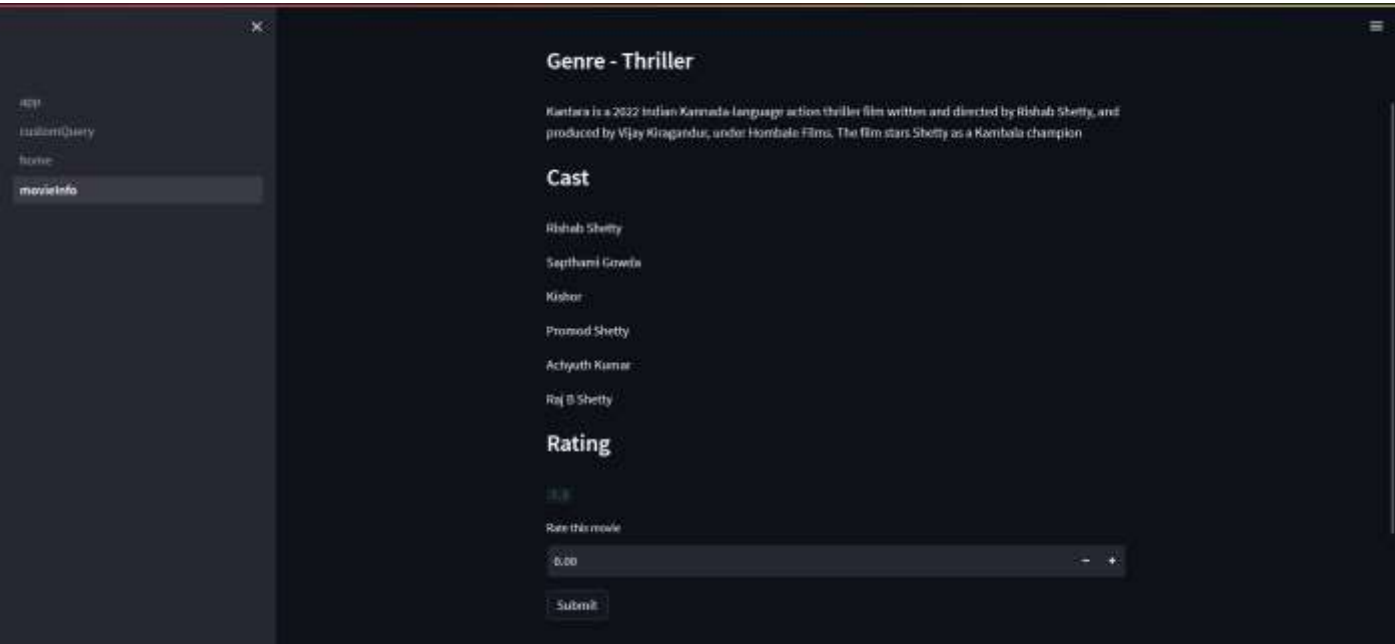 app
customQuery
home
movieInfo
Genre - Thriller
Kantara is a 2022 Indian Kannada-language action thriller film written and directed by Rishab Shetty, and
produced by Vijay Kiragandur, under Hombale Films. The film stars Shetty as a Kambala champion
Cast
Rishab Shetty
Sapthami Gowda
Kishor
Promod Shetty
Achyuth Kumar
Raj B Shetty
Rating
Rate this movie
0.00
Submit